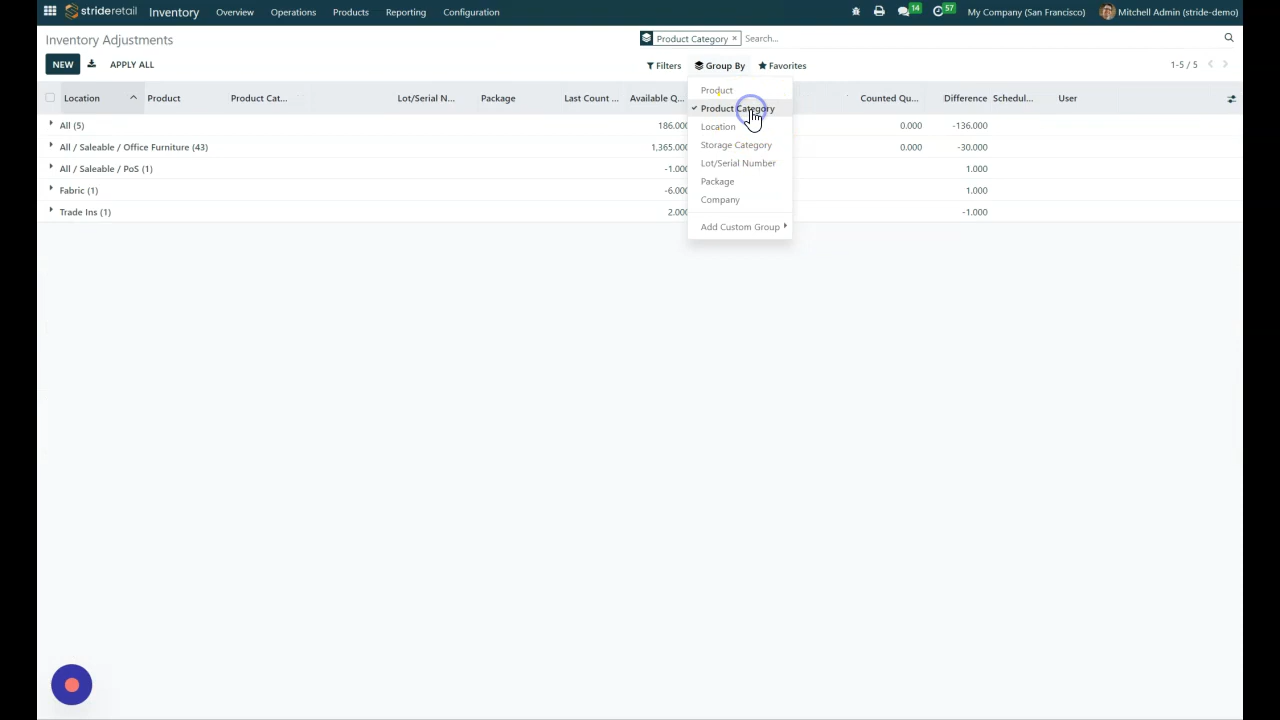 strideretail Inventory Overview Operations Products Reporting Configuration 14 57 My Company (San Francisco) Mitchell Admin (stride-demo)
Inventory Adjustments Product Category × Search...
NEW APPLY ALL Filters Group By Favorites 1-5 / 5
Location Product Product Cat... Lot/Serial N... Package Last Count ... Available Q... Counted Qu... Difference Schedul... User
Product
✓ Product Category
Location
Storage Category
Lot/Serial Number
Package
Company
Add Custom Group
All (5) 186.000 0.000 -136.000
All / Saleable / Office Furniture (43) 1,365.000 0.000 -30.000
All / Saleable / PoS (1) -1.000 1.000
Fabric (1) -6.000 1.000
Trade Ins (1) 2.000 -1.000